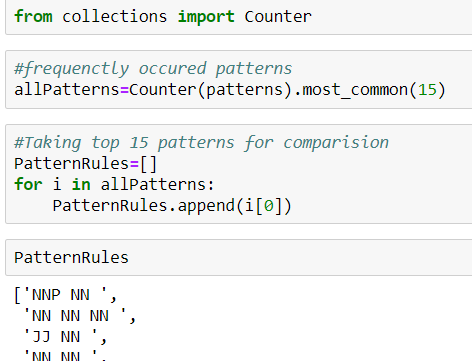 from collections import Counter
#frequenctly occured patterns
allPatterns=Counter(patterns).most_common(15)
#Taking top 15 patterns for comparision
PatternRules=[]
for i in allPatterns:
    PatternRules.append(i[0])
PatternRules
['NNP NN ',
 'NN NN NN ',
 'JJ NN ',
 'NN NN ',